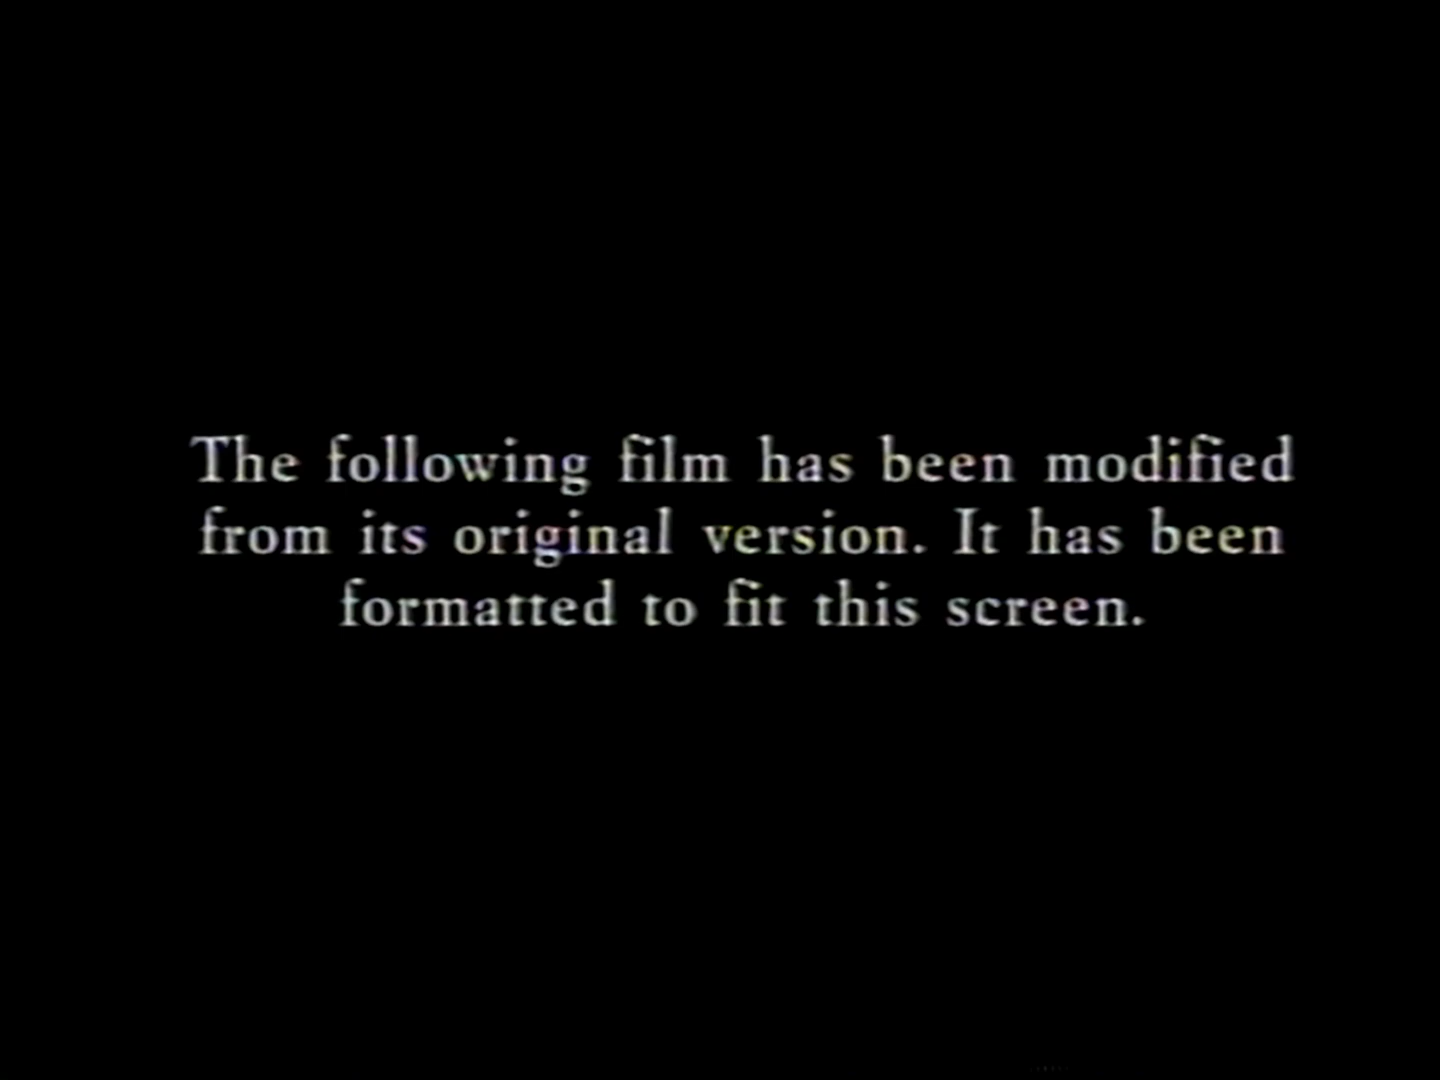 The following film has been modified
from its original version. It has been
formatted to fit this screen.